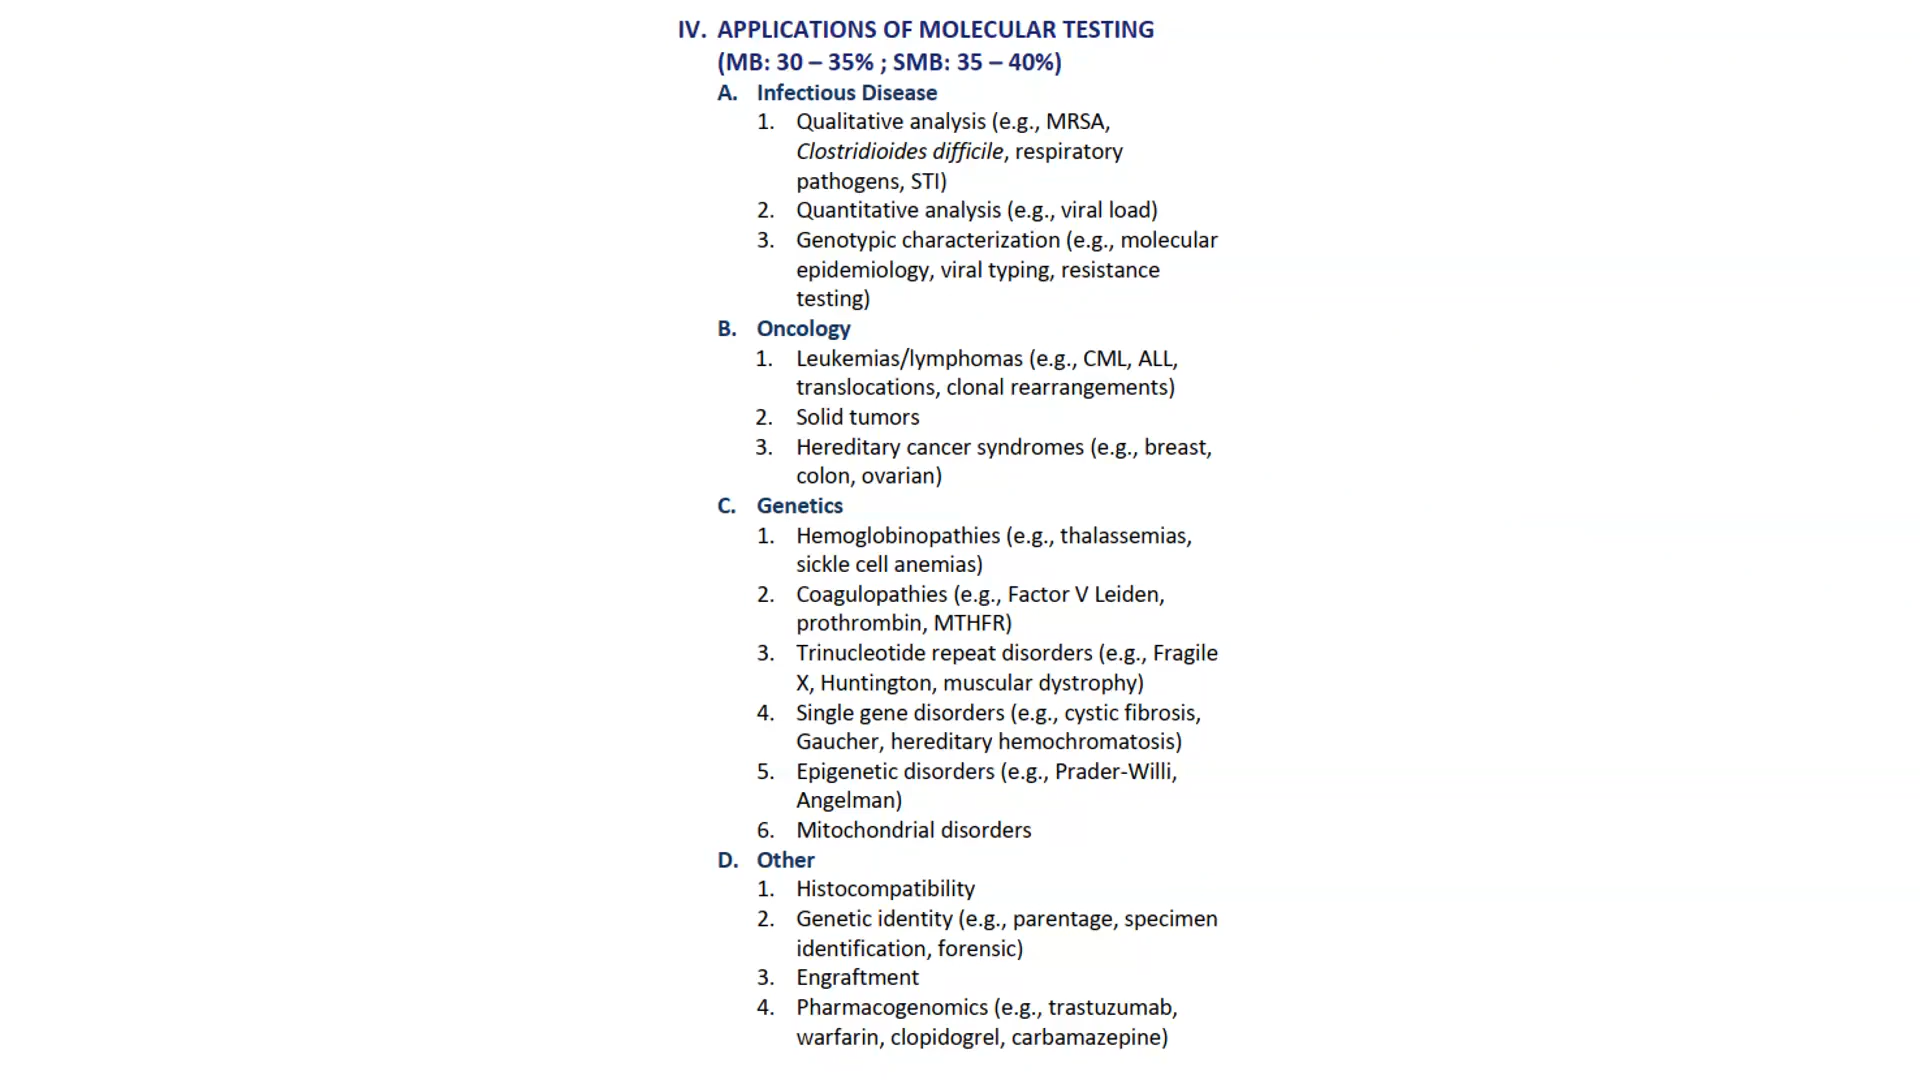 IV. APPLICATIONS OF MOLECULAR TESTING
(MB: 30 – 35% ; SMB: 35 – 40%)
A. Infectious Disease
1. Qualitative analysis (e.g., MRSA,
Clostridioides difficile, respiratory
pathogens, STI)
2. Quantitative analysis (e.g., viral load)
3. Genotypic characterization (e.g., molecular
epidemiology, viral typing, resistance
testing)
B. Oncology
1. Leukemias/lymphomas (e.g., CML, ALL,
translocations, clonal rearrangements)
2. Solid tumors
3. Hereditary cancer syndromes (e.g., breast,
colon, ovarian)
C. Genetics
1. Hemoglobinopathies (e.g., thalassemias,
sickle cell anemias)
2. Coagulopathies (e.g., Factor V Leiden,
prothrombin, MTHFR)
3. Trinucleotide repeat disorders (e.g., Fragile
X, Huntington, muscular dystrophy)
4. Single gene disorders (e.g., cystic fibrosis,
Gaucher, hereditary hemochromatosis)
5. Epigenetic disorders (e.g., Prader-Willi,
Angelman)
6. Mitochondrial disorders
D. Other
1. Histocompatibility
2. Genetic identity (e.g., parentage, specimen
identification, forensic)
3. Engraftment
4. Pharmacogenomics (e.g., trastuzumab,
warfarin, clopidogrel, carbamazepine)